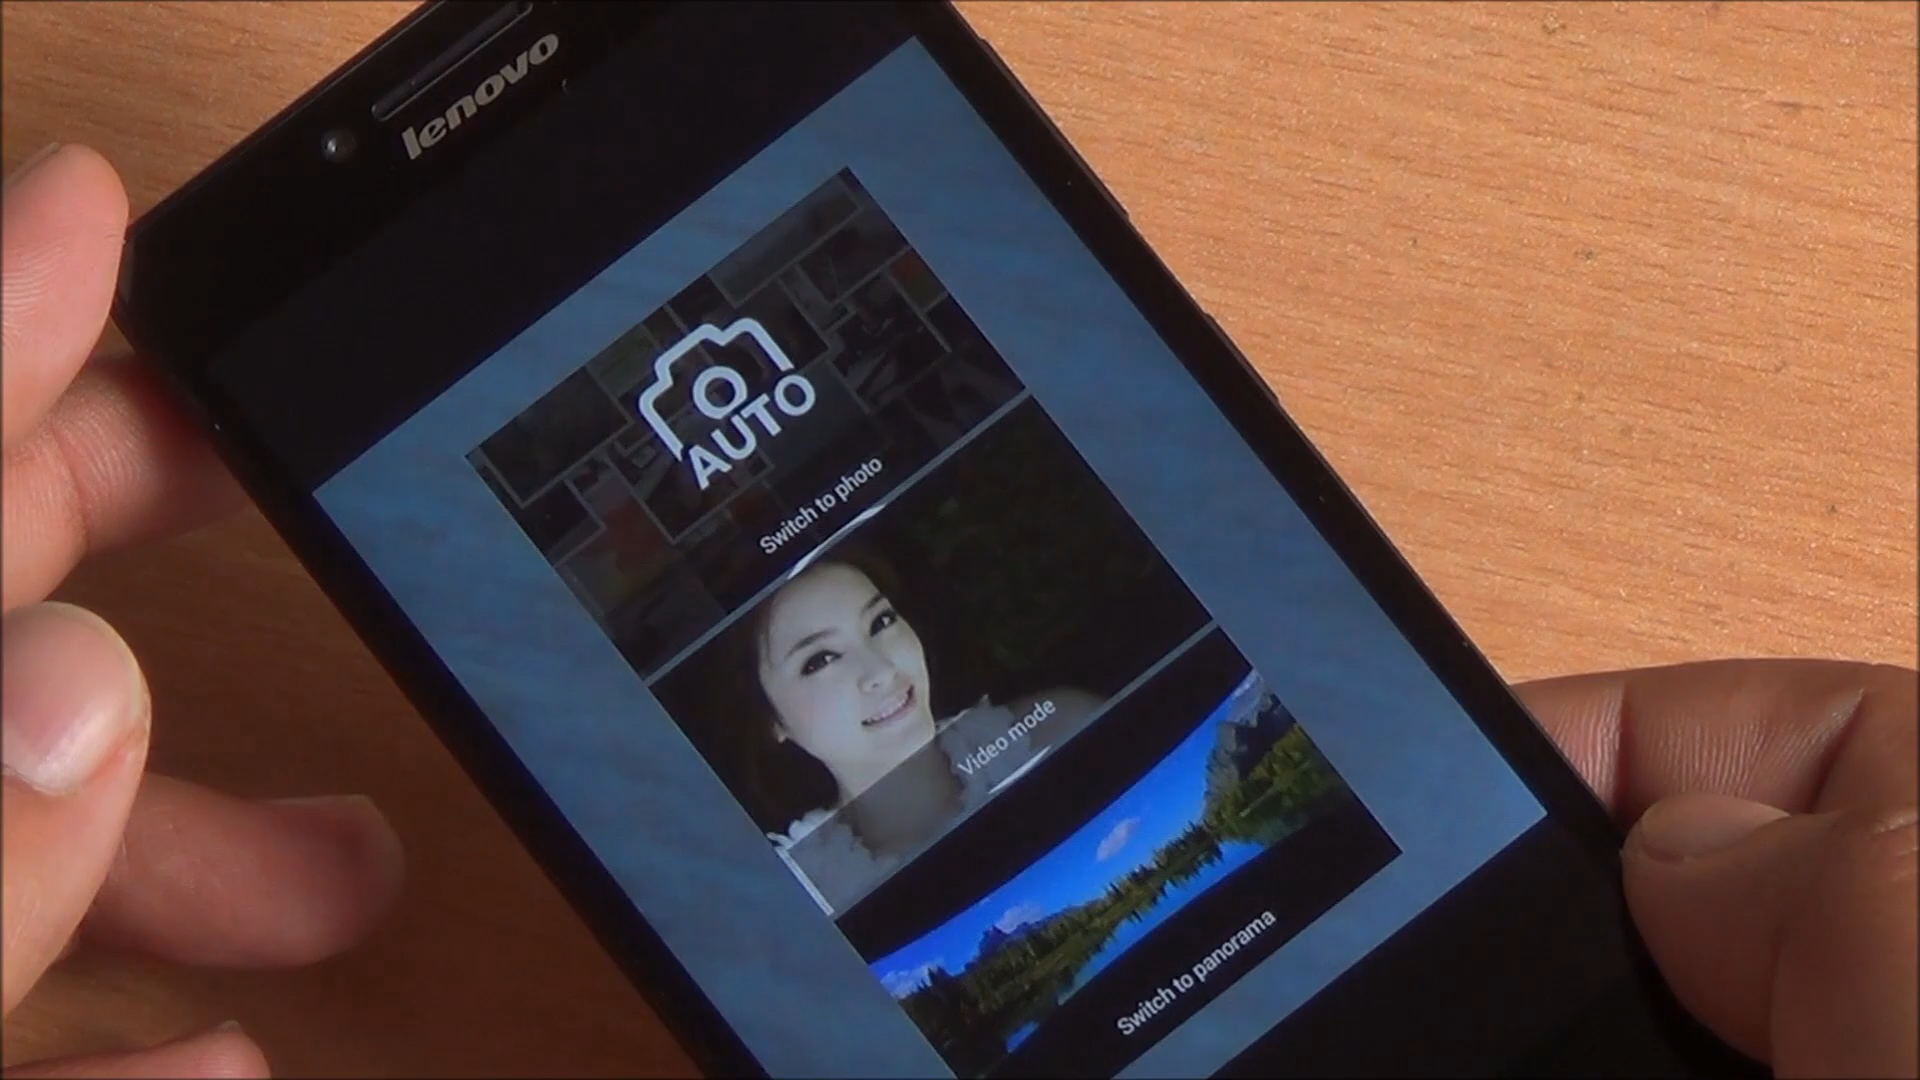 lenovo
AUTO
Switch to photo
Video mode
Switch to panorama